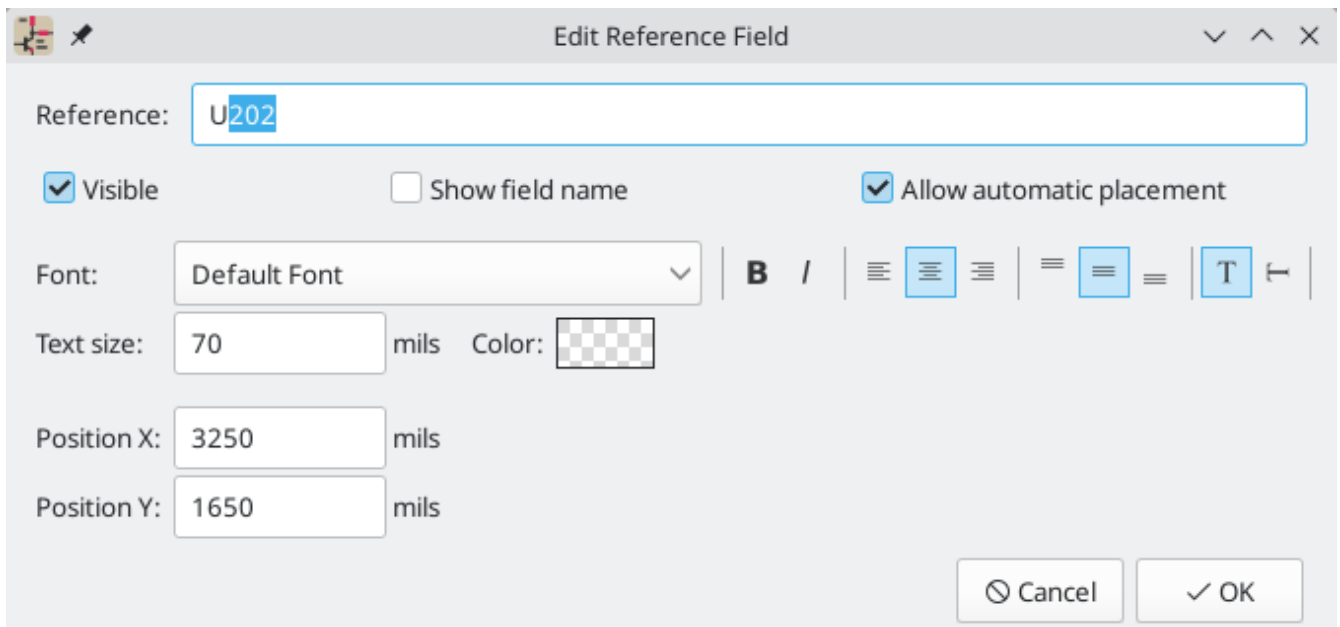 Edit Reference Field
Reference: U202
Visible Show field name Allow automatic placement
Font: Default Font B I T T
Text size: 70 mils Color:
Position X: 3250 mils
Position Y: 1650 mils
Cancel OK